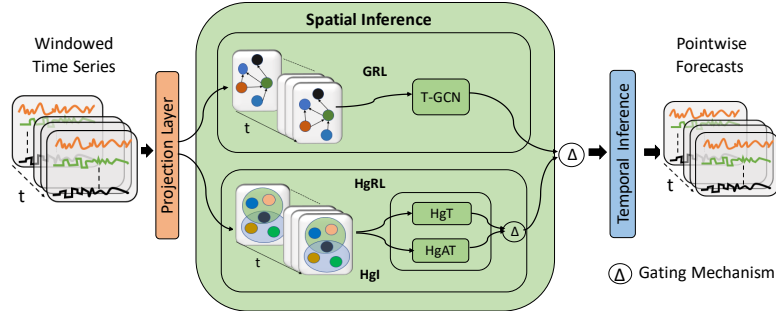 Spatial Inference
Windowed
Time Series
t
Projection Layer
GRL
t
T-GCN
HgRL
t
HgT
HgAT
Δ
HgI
Δ
Temporal Inference
Pointwise
Forecasts
t
Δ Gating Mechanism